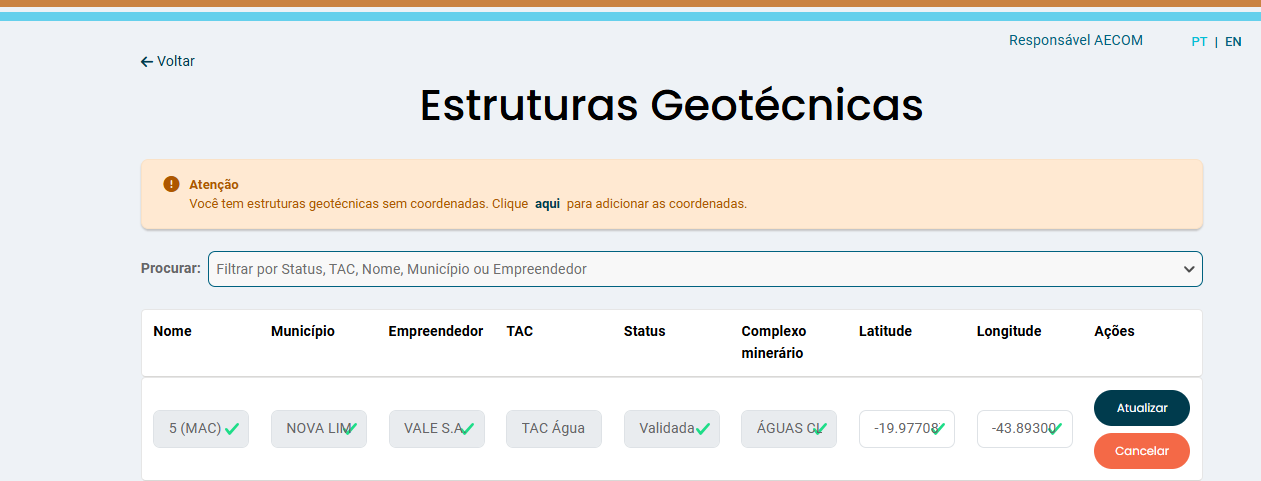 Responsável AECOM
PT | EN
Voltar
Estruturas Geotécnicas
Atenção
Você tem estruturas geotécnicas sem coordenadas. Clique aqui para adicionar as coordenadas.
Procurar: Filtrar por Status, TAC, Nome, Município ou Empreendedor
Nome Município Empreendedor TAC Status Complexo minerário Latitude Longitude Ações
5 (MAC) NOVA LIM VALE S.A. TAC Água Validada ÁGUAS CL -19.97708 -43.89300
Atualizar
Cancelar